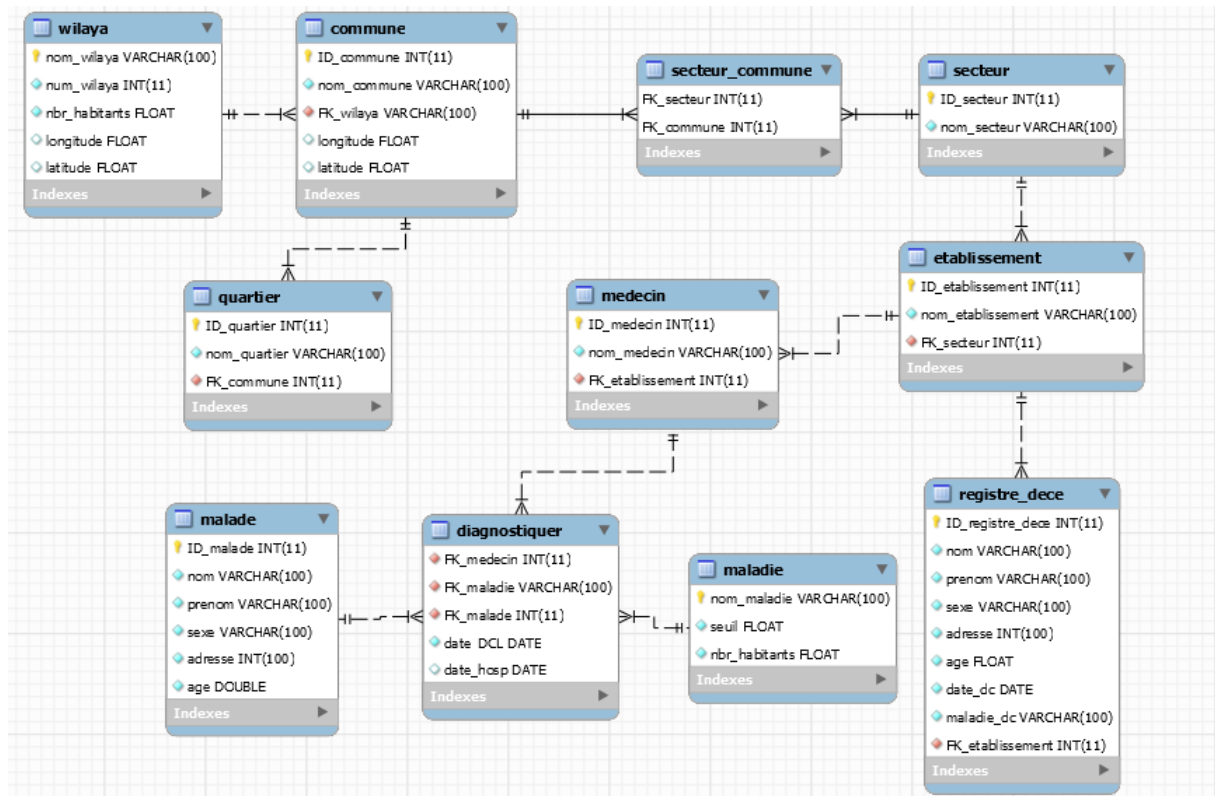 wilaya
nom_wilaya VARCHAR(100)
num_wilaya INT(11)
nbr_habitants FLOAT
longitude FLOAT
latitude FLOAT
Indexes
commune
ID_commune INT(11)
nom_commune VARCHAR(100)
FK_wilaya VARCHAR(100)
longitude FLOAT
latitude FLOAT
Indexes
secteur_commune
FK_secteur INT(11)
FK_commune INT(11)
Indexes
secteur
ID_secteur INT(11)
nom_secteur VARCHAR(100)
Indexes
quartier
ID_quartier INT(11)
nom_quartier VARCHAR(100)
FK_commune INT(11)
Indexes
medecin
ID_medecin INT(11)
nom_medecin VARCHAR(100)
FK_etablissement INT(11)
Indexes
etablissement
ID_etablissement INT(11)
nom_etablissement VARCHAR(100)
FK_secteur INT(11)
Indexes
malade
ID_malade INT(11)
nom VARCHAR(100)
prenom VARCHAR(100)
sexe VARCHAR(100)
adresse INT(100)
age DOUBLE
Indexes
diagnostiquer
FK_medecin INT(11)
FK_maladie VARCHAR(100)
FK_malade INT(11)
date DCL DATE
date_hosp DATE
Indexes
maladie
nom_maladie VARCHAR(100)
seuil FLOAT
nbr_habitants FLOAT
Indexes
registre_dece
ID_registre_dece INT(11)
nom VARCHAR(100)
prenom VARCHAR(100)
sexe VARCHAR(100)
adresse INT(100)
age FLOAT
date_dc DATE
maladie_dc VARCHAR(100)
FK_etablissement INT(11)
Indexes